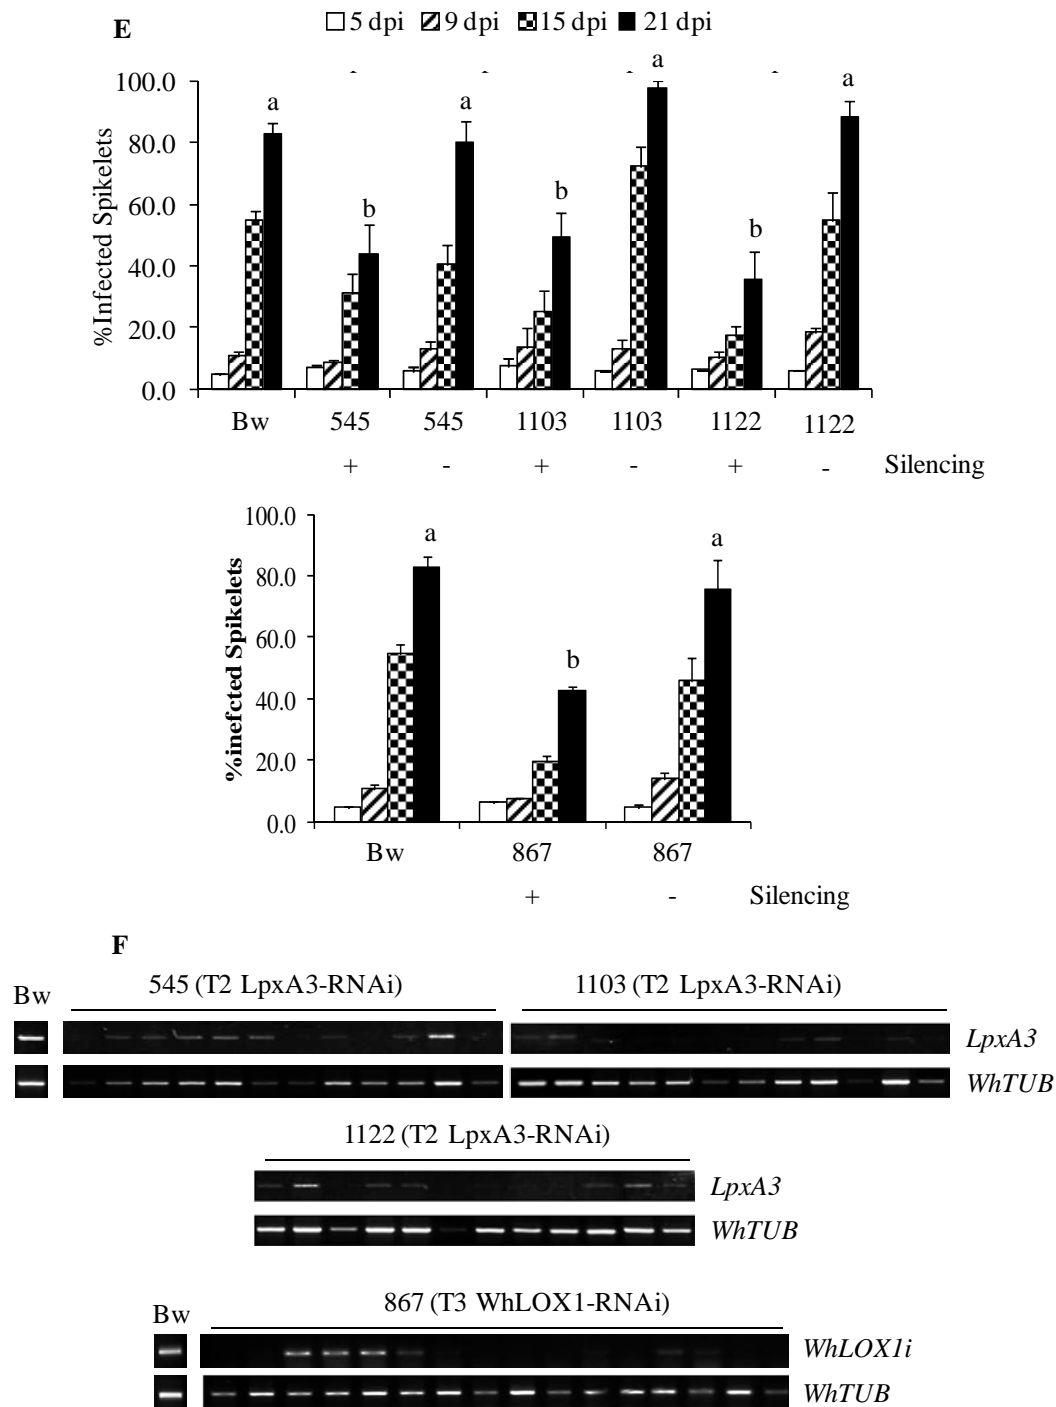 E
5 dpi 9 dpi 15 dpi 21 dpi
%Infected Spikelets
100.0
80.0
60.0
40.0
20.0
0.0
a
b
a
b
a
b
a
Bw 545 545 1103 1103 1122 1122
+ - + - + - Silencing
%inefcted Spikelets
100.0
80.0
60.0
40.0
20.0
0.0
a
b
a
Bw 867 867
+ - Silencing
F
Bw 545 (T2 LpxA3-RNAi) 1103 (T2 LpxA3-RNAi)
LpxA3
WhTUB
1122 (T2 LpxA3-RNAi)
LpxA3
WhTUB
Bw 867 (T3 WhLOX1-RNAi)
WhLOX1i
WhTUB